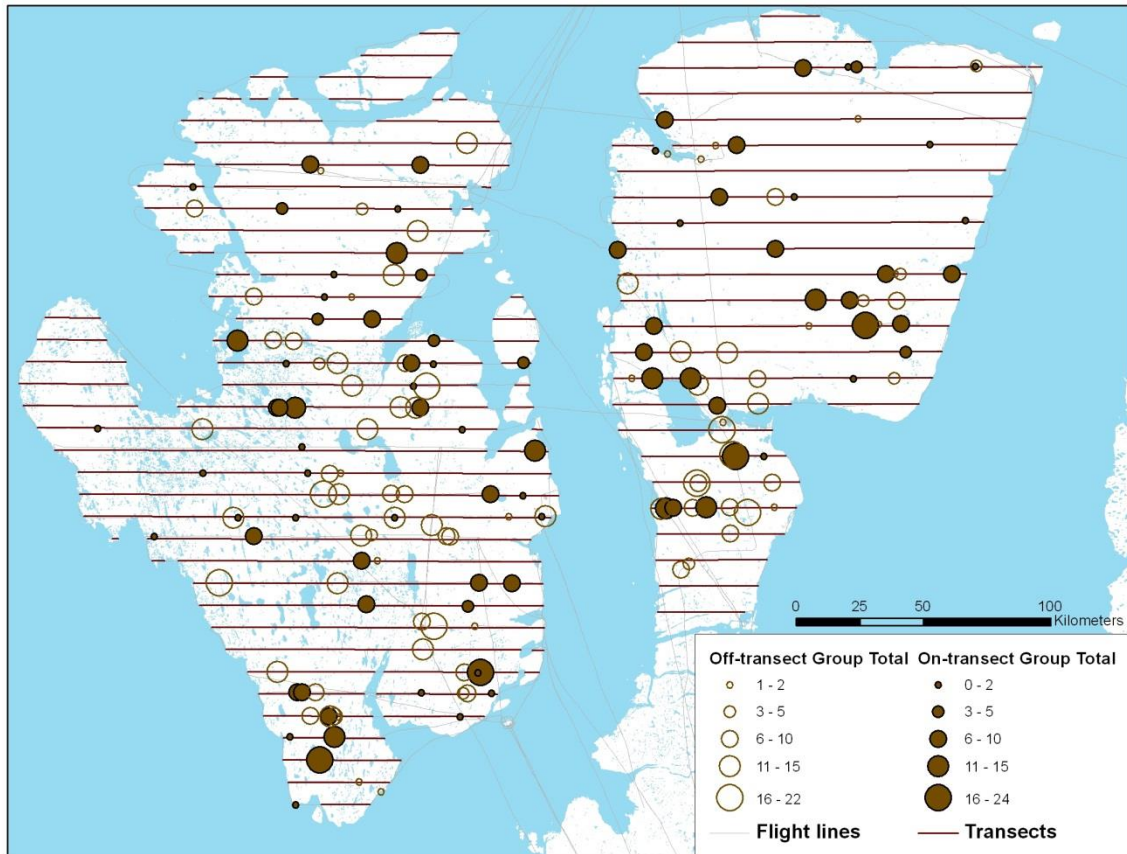 0 25 50 100
Kilometers
Off-transect Group Total On-transect Group Total
1 - 2 0 - 2
3 - 5 3 - 5
6 - 10 6 - 10
11 - 15 11 - 15
16 - 22 16 - 24
Flight lines Transects